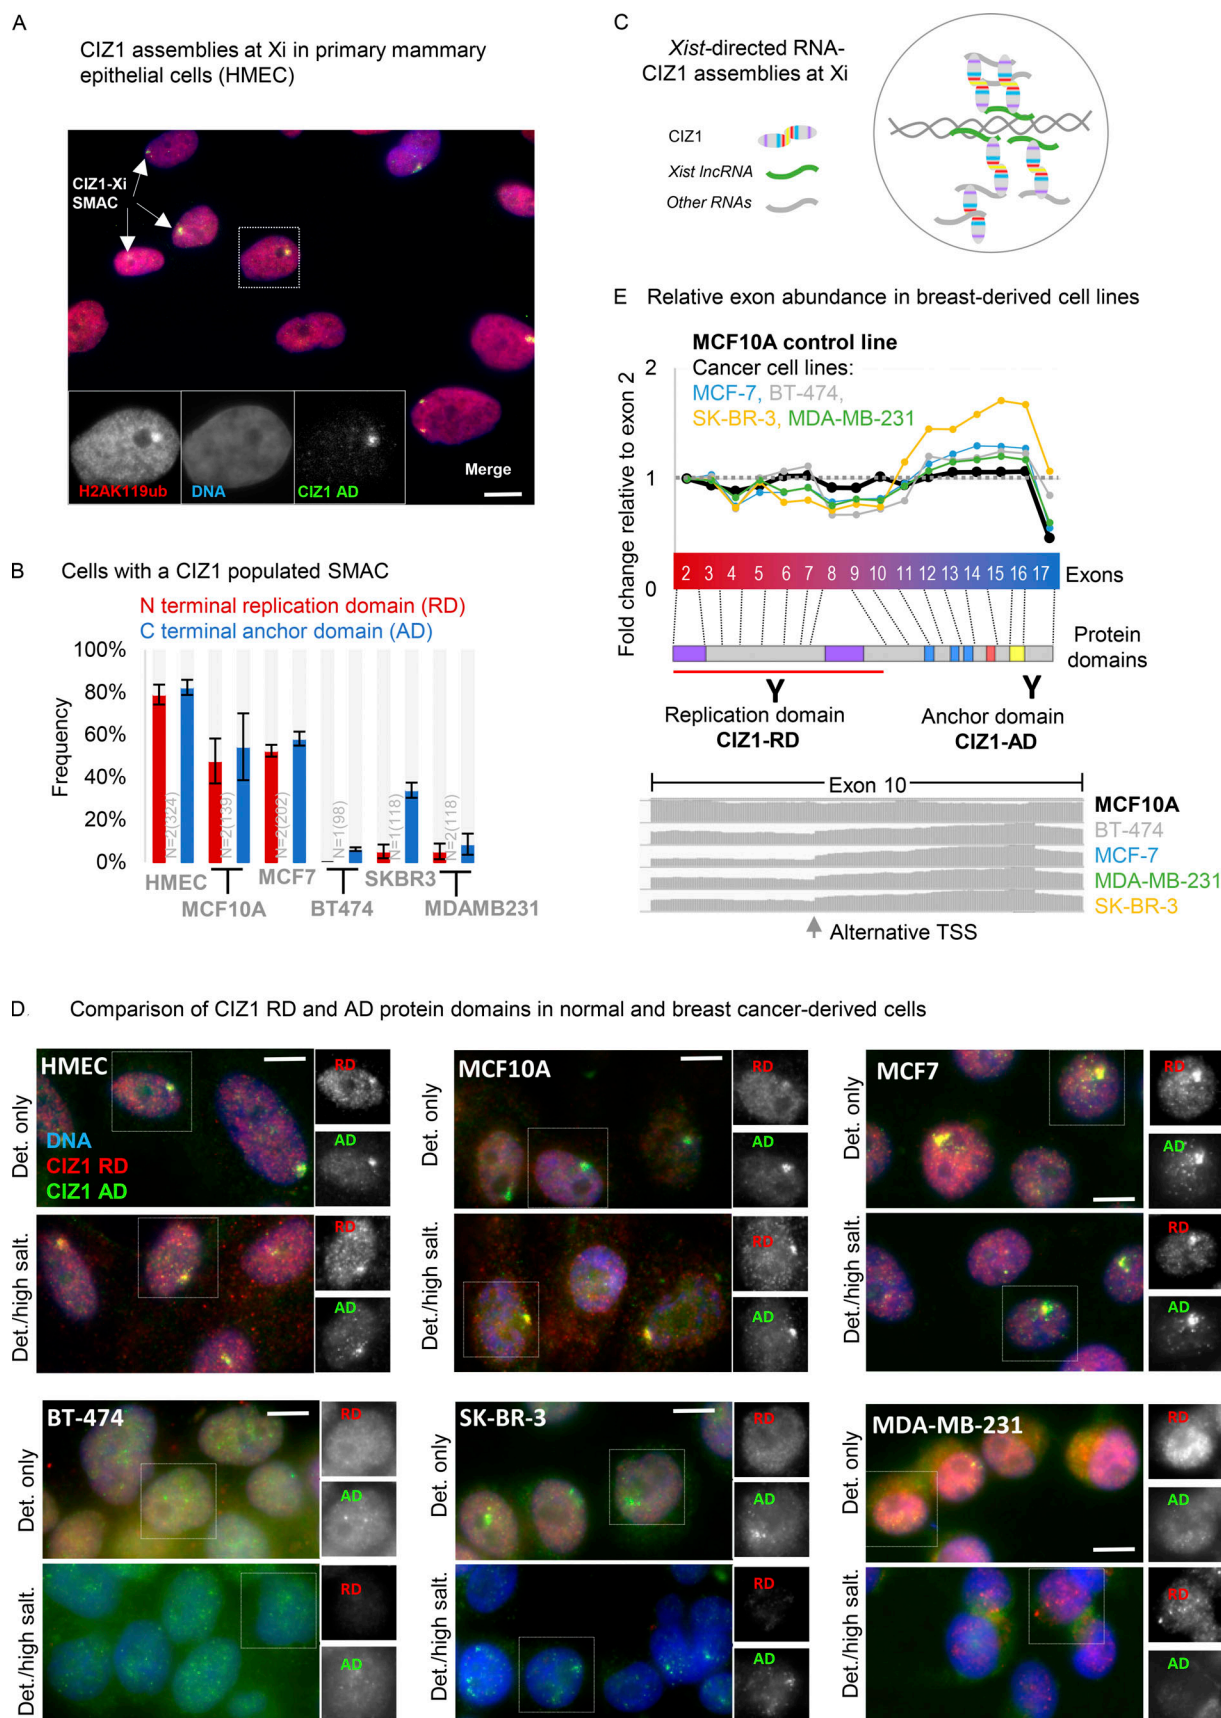 A
CIZ1 assemblies at Xi in primary mammary
epithelial cells (HMEC)
CIZ1-Xi
SMAC
H2AK119ub
DNA
CIZ1 AD
Merge
B Cells with a CIZ1 populated SMAC
N terminal replication domain (RD)
C terminal anchor domain (AD)
100%
80%
60%
40%
20%
0%
Frequency
N=2(324)
N=2(139)
N=2(202)
N=1(98)
N=1(118)
N=2(118)
HMEC
MCF10A
MCF7
BT474
SKBR3
MDAMB231
C
Xist-directed RNA-
CIZ1 assemblies at Xi
CIZ1
Xist lncRNA
Other RNAs
E Relative exon abundance in breast-derived cell lines
MCF10A control line
Cancer cell lines:
MCF-7, BT-474,
SK-BR-3, MDA-MB-231
Fold change relative to exon 2
2
1
0
2 3 4 5 6 7 8 9 10 11 12 13 14 15 16 17 Exons
Protein
domains
Y Y
Replication domain
CIZ1-RD
Anchor domain
CIZ1-AD
Exon 10
MCF10A
BT-474
MCF-7
MDA-MB-231
SK-BR-3
Alternative TSS
D. Comparison of CIZ1 RD and AD protein domains in normal and breast cancer-derived cells
HMEC
Det. only
DNA
CIZ1 RD
CIZ1 AD
RD
AD
Det./high salt.
RD
AD
MCF10A
Det. only
RD
AD
Det./high salt.
RD
AD
MCF7
Det. only
RD
AD
Det./high salt.
RD
AD
BT-474
Det. only
RD
AD
Det./high salt.
RD
AD
SK-BR-3
Det. only
RD
AD
Det./high salt.
RD
AD
MDA-MB-231
Det. only
RD
AD
Det./high salt.
RD
AD